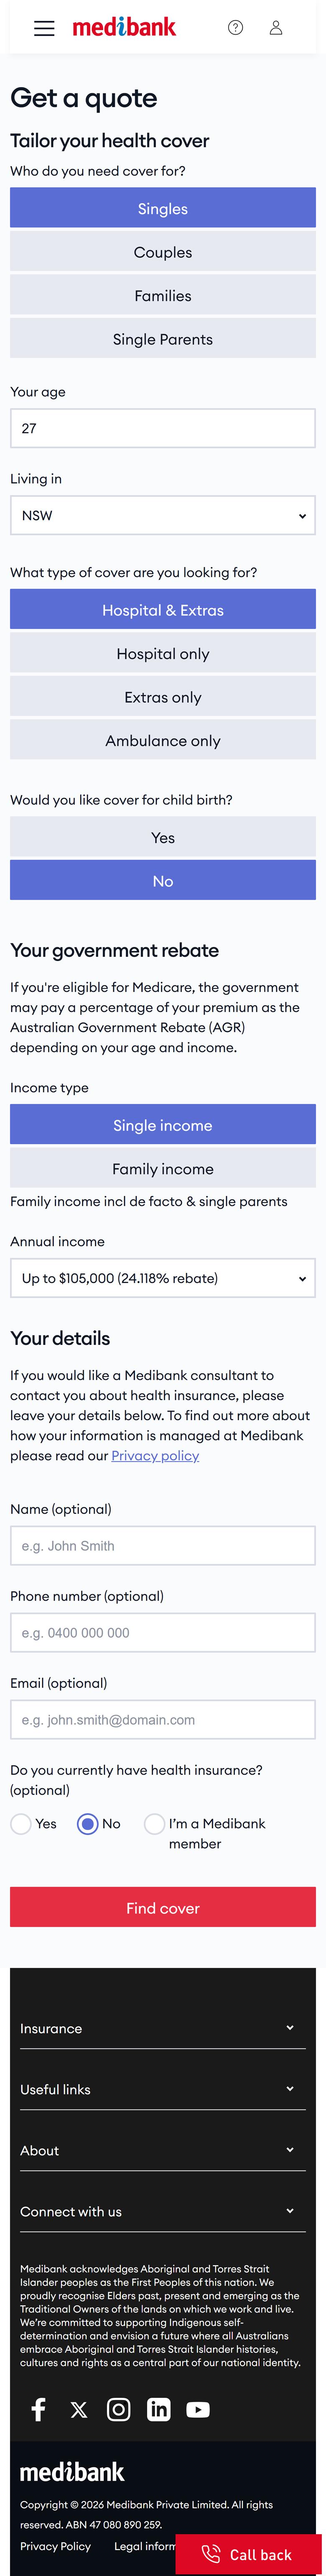 medibank
Get a quote
Tailor your health cover
Who do you need cover for?
Singles
Couples
Families
Single Parents
Your age
27
Living in
NSW
What type of cover are you looking for?
Hospital & Extras
Hospital only
Extras only
Ambulance only
Would you like cover for child birth?
Yes
No
Your government rebate
If you're eligible for Medicare, the government
may pay a percentage of your premium as the
Australian Government Rebate (AGR)
depending on your age and income.
Income type
Single income
Family income
Family income incl de facto & single parents
Annual income
Up to $105,000 (24.118% rebate)
Your details
If you would like a Medibank consultant to
contact you about health insurance, please
leave your details below. To find out more about
how your information is managed at Medibank
please read our Privacy policy
Name (optional)
e.g. John Smith
Phone number (optional)
e.g. 0400 000 000
Email (optional)
e.g. john.smith@domain.com
Do you currently have health insurance?
(optional)
Yes No I'm a Medibank
member
Find cover
Insurance
Useful links
About
Connect with us
Medibank acknowledges Aboriginal and Torres Strait
Islander peoples as the First Peoples of this nation. We
proudly recognise Elders past, present and emerging as the
Traditional Owners of the lands on which we work and live.
We're committed to supporting Indigenous self-
determination and envision a future where all Australians
embrace Aboriginal and Torres Strait Islander histories,
cultures and rights as a central part of our national identity.
medibank
Copyright © 2026 Medibank Private Limited. All rights
reserved. ABN 47 080 890 259.
Privacy Policy Legal inform
Call back